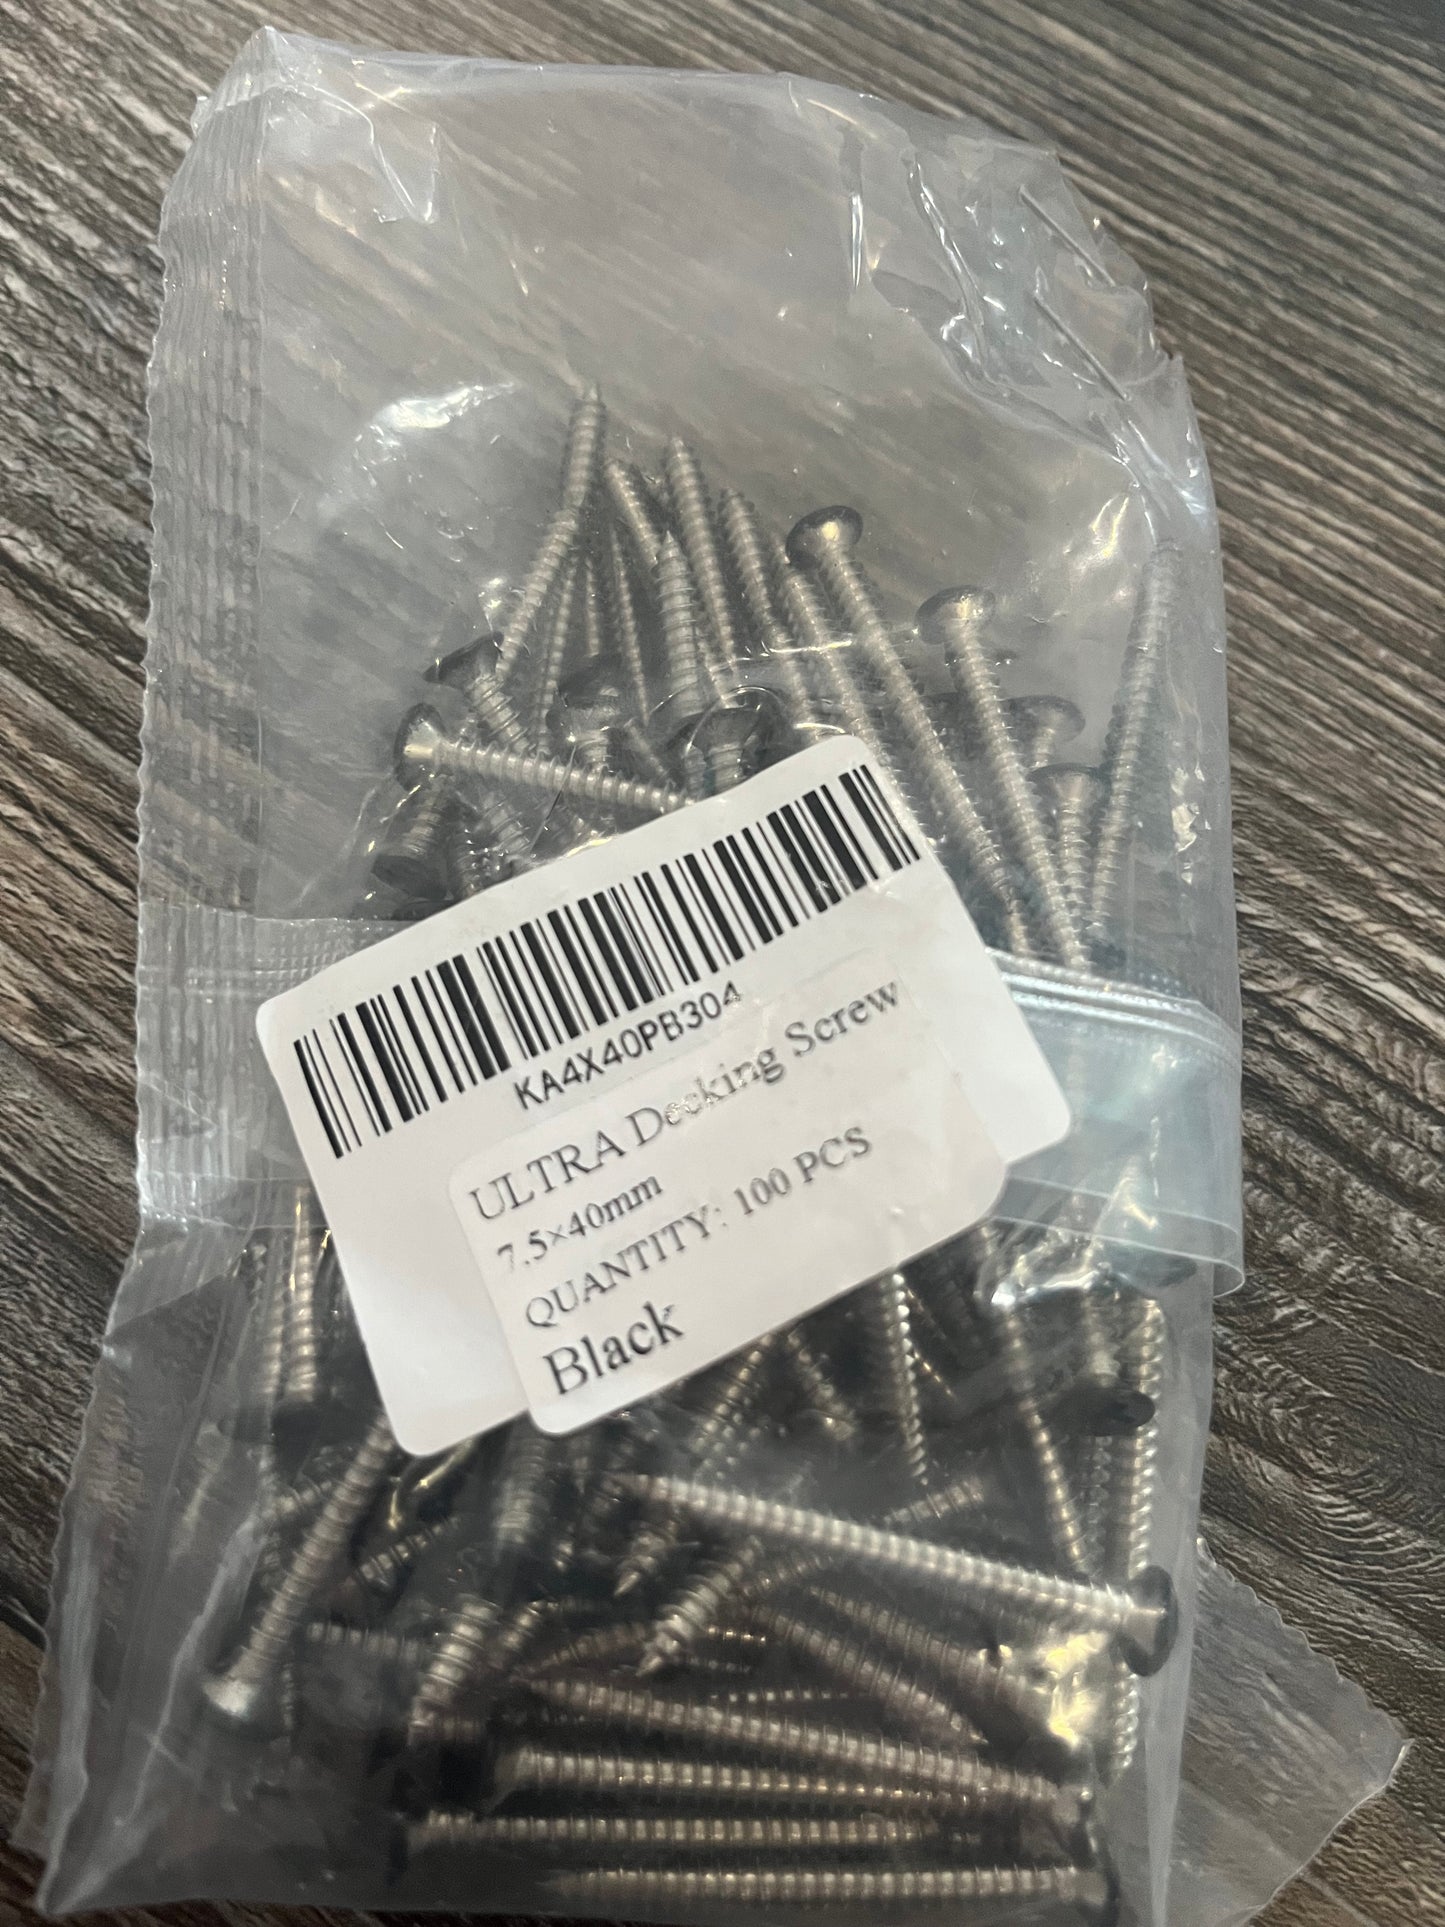 KA4X40PB304
ULTRA Decking Screw
7.5×40mm
QUANTITY: 100 PCS
Black